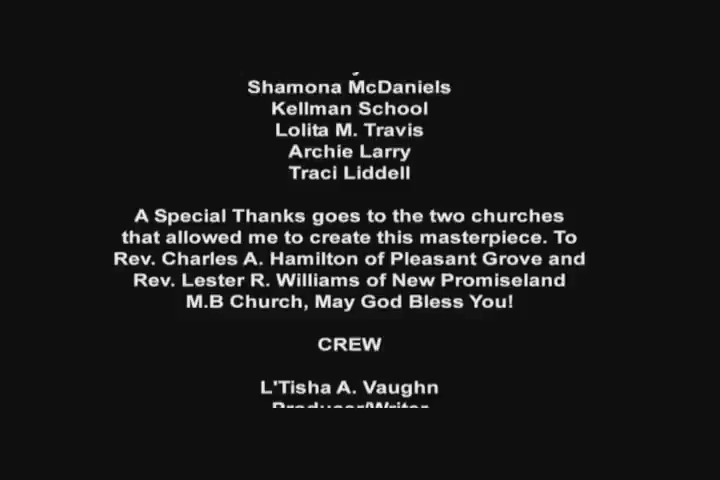 Shamona McDaniels
Kellman School
Lolita M. Travis
Archie Larry
Traci Liddell
A Special Thanks goes to the two churches
that allowed me to create this masterpiece. To
Rev. Charles A. Hamilton of Pleasant Grove and
Rev. Lester R. Williams of New Promiseland
M.B Church, May God Bless You!
CREW
L'Tisha A. Vaughn
Producer/Writer